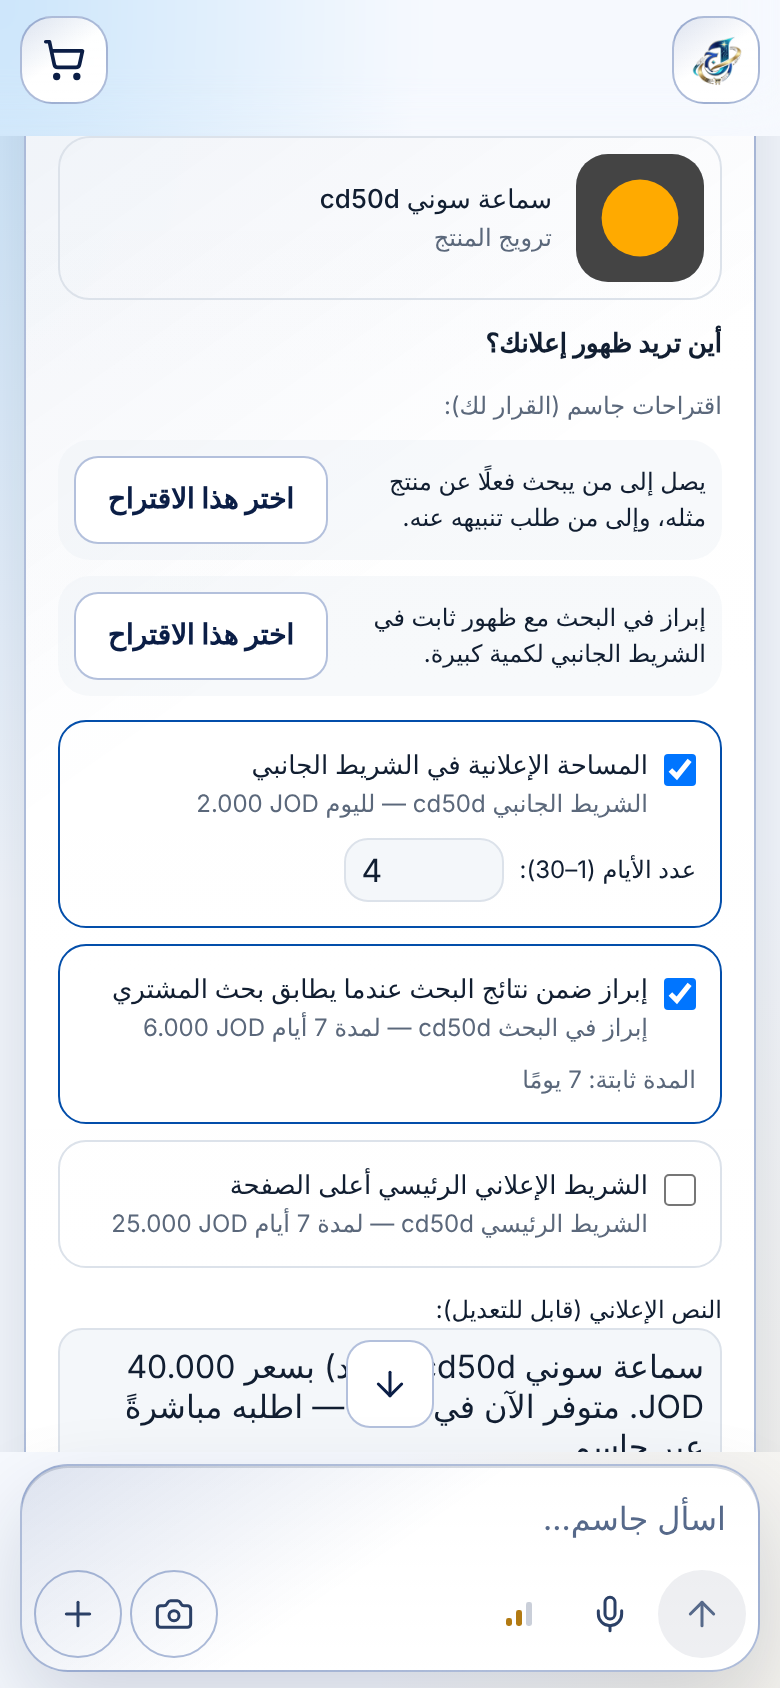 سماعة سوني cd50d
ترويج المنتج
أين تريد ظهور إعلانك؟
اقتراحات جاسم (القرار لك):
يصل إلى من يبحث فعلًا عن منتج
مثله، وإلى من طلب تنبيهه عنه.
اختر هذا الاقتراح
إبراز في البحث مع ظهور ثابت في
الشريط الجانبي لكمية كبيرة.
اختر هذا الاقتراح
المساحة الإعلانية في الشريط الجانبي
الشريط الجانبي cd50d — لليوم 2.000 JOD
عدد الأيام (1–30):
4
إبراز ضمن نتائج البحث عندما يطابق بحث المشتري
إبراز في البحث cd50d — لمدة 7 أيام 6.000 JOD
المدة ثابتة: 7 يومًا
الشريط الإعلاني الرئيسي أعلى الصفحة
الشريط الرئيسي cd50d — لمدة 7 أيام 25.000 JOD
النص الإعلاني (قابل للتعديل):
سماعة سوني cd50d بسعر 40.000
JOD. متوفر الآن في — اطلبه مباشرةً
عبر جاسم
اسأل جاسم...